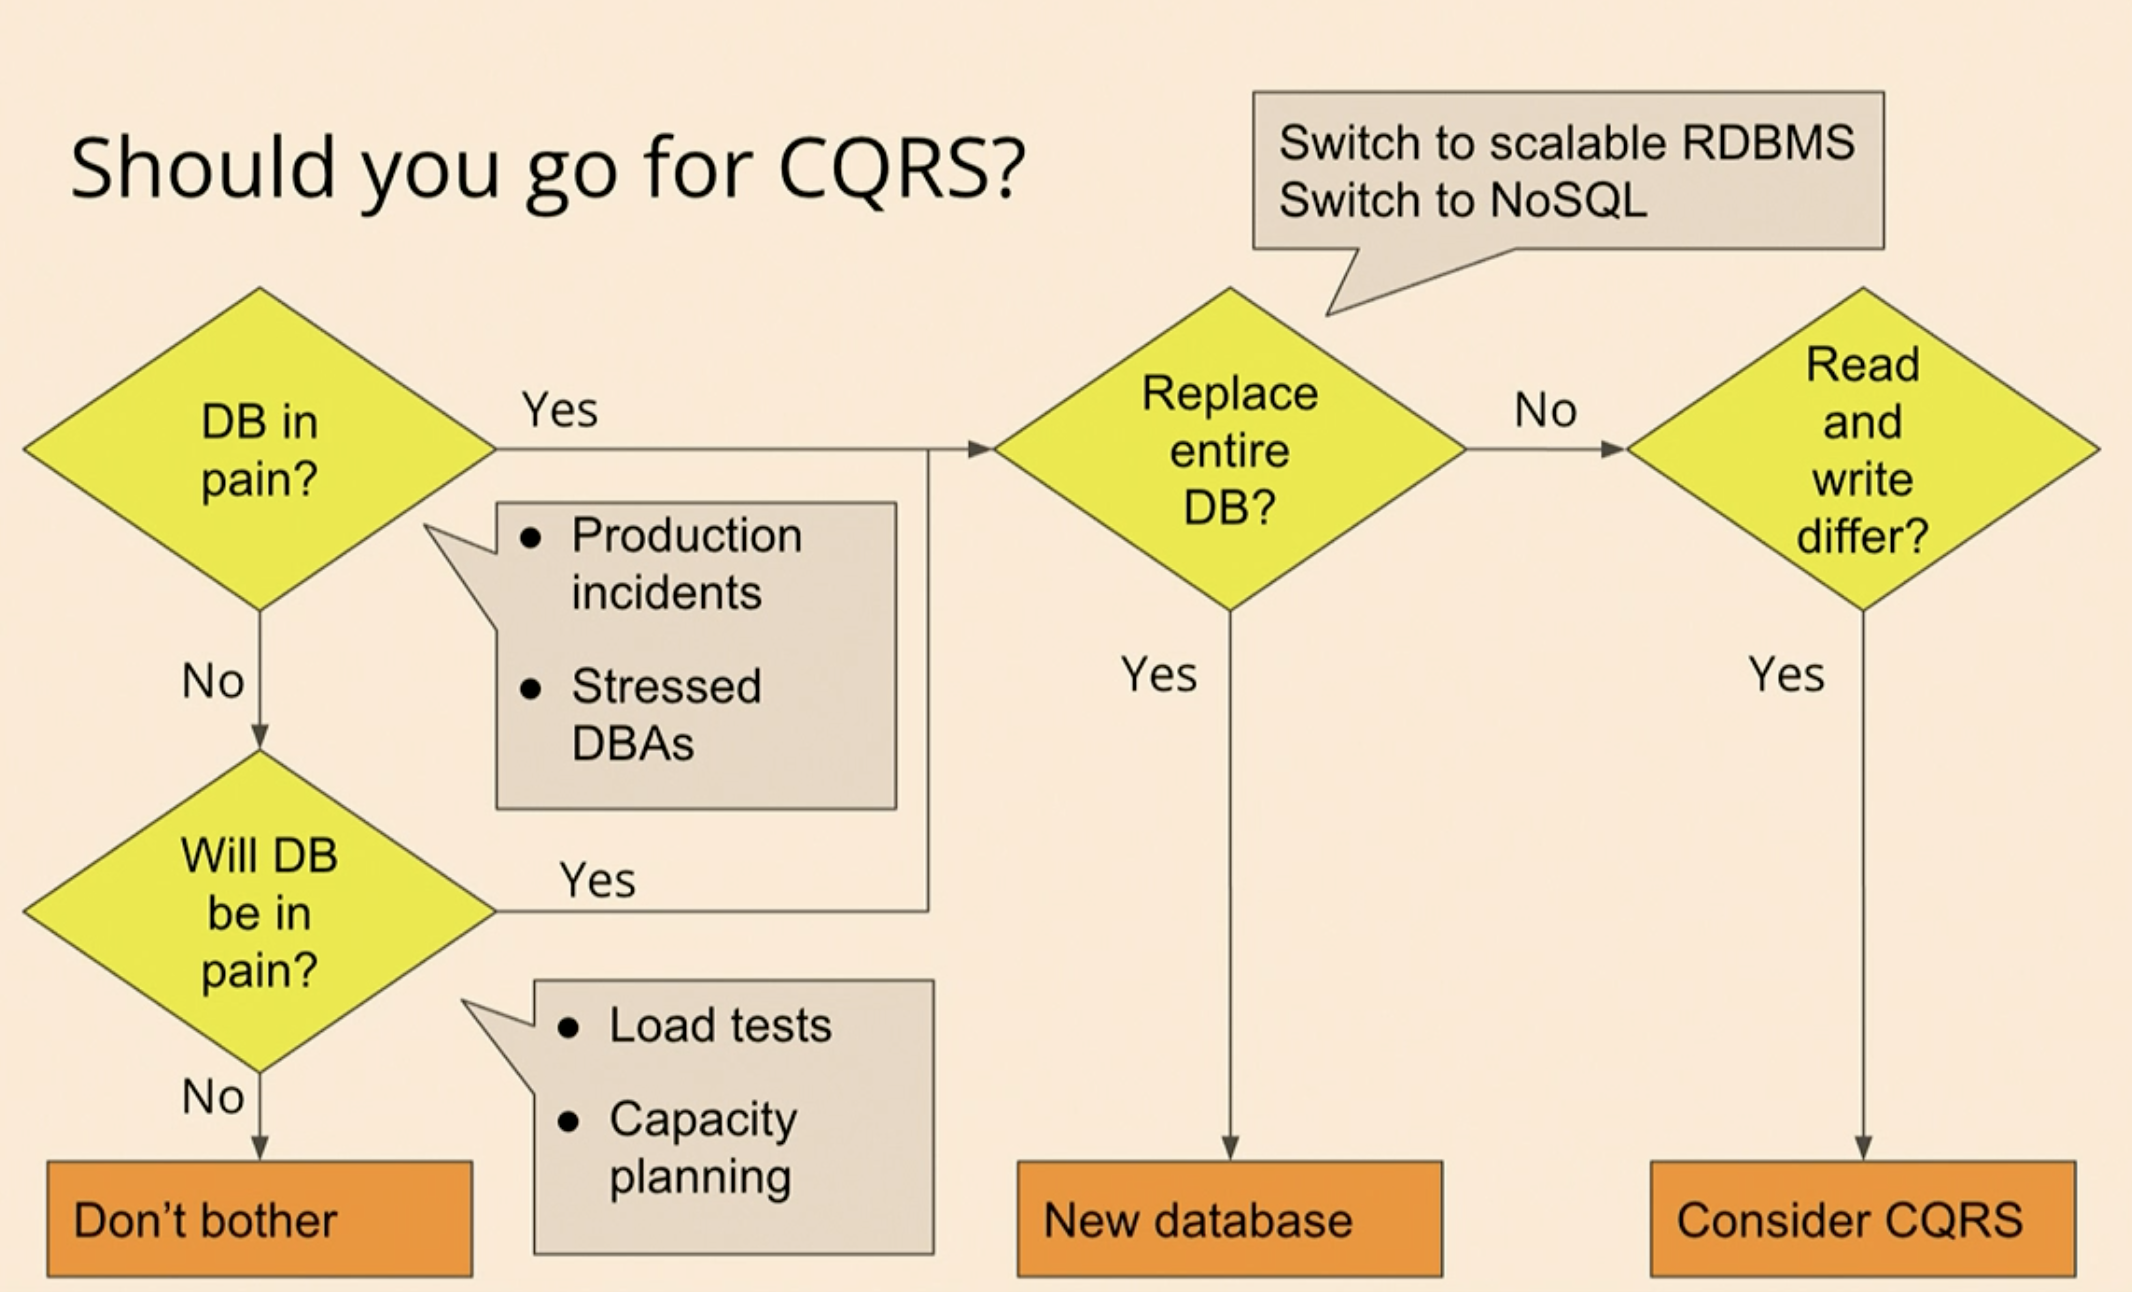 Should you go for CQRS?
Switch to scalable RDBMS
Switch to NoSQL
DB in
pain?
Yes
Replace
entire
DB?
No
Read
and
write
differ?
● Production
incidents
● Stressed
DBAs
No
Yes
Yes
Will DB
be in
pain?
Yes
● Load tests
● Capacity
planning
No
Don’t bother
New database
Consider CQRS